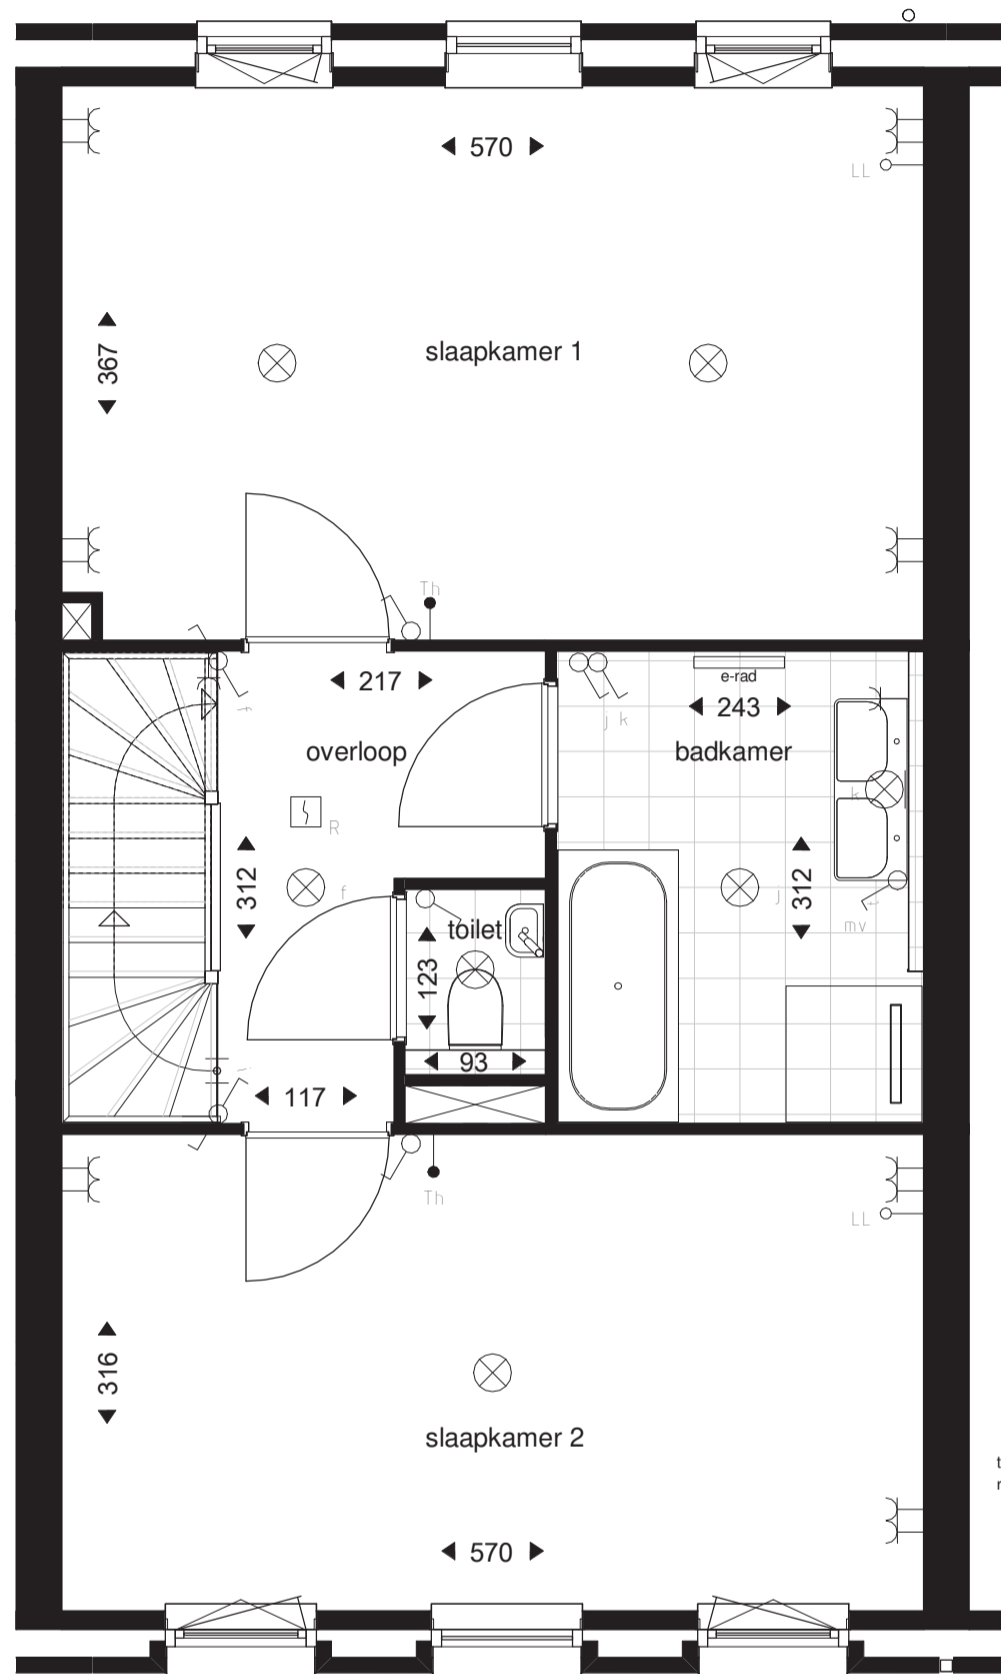 570
LL
367
slaapkamer 1
Th
217
e-rad
243
j k
f
overloop
badkamer
k
R
312
f
312
j
toilet
mv
123
93
117
Th
LL
316
slaapkamer 2
570